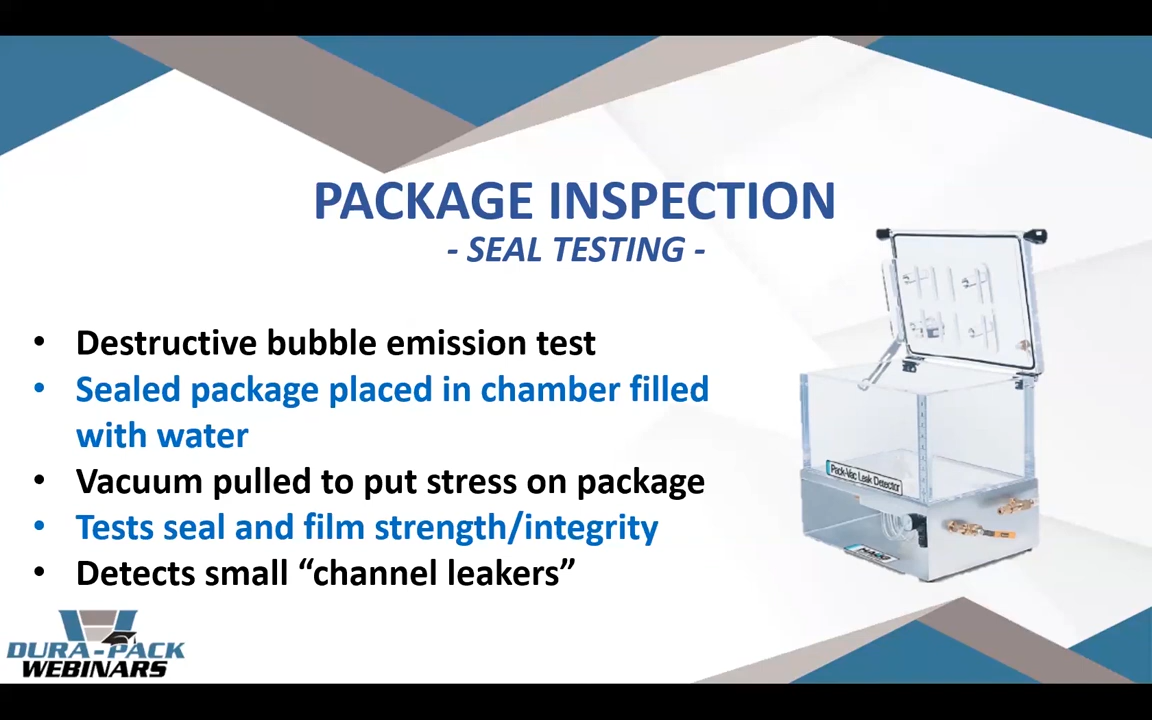 PACKAGE INSPECTION
- SEAL TESTING -
• Destructive bubble emission test
• Sealed package placed in chamber filled
with water
• Vacuum pulled to put stress on package
• Tests seal and film strength/integrity
• Detects small “channel leakers”
Pack-Vac Leak Detector
HAUG
DURA-PACK
WEBINARS